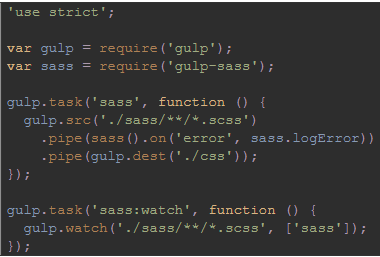 'use strict';

var gulp = require('gulp');
var sass = require('gulp-sass');

gulp.task('sass', function () {
  gulp.src('./sass/**/*.scss')
    .pipe(sass().on('error', sass.logError))
    .pipe(gulp.dest('./css'));
});

gulp.task('sass:watch', function () {
  gulp.watch('./sass/**/*.scss', ['sass']);
});